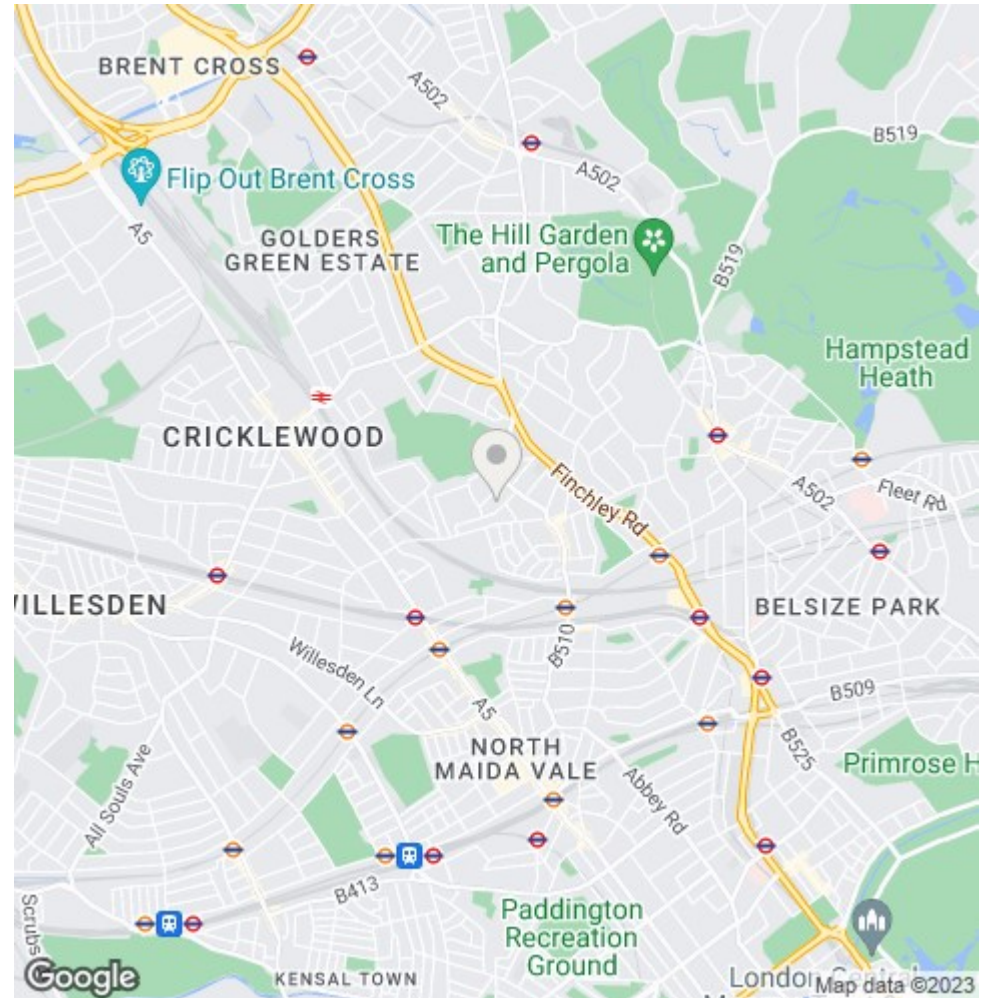 BRENT CROSS
A502
B519
A502
Flip Out Brent Cross
A5
GOLDERS
GREEN ESTATE
The Hill Garden
and Pergola
B519
Hampstead
Heath
CRICKLEWOOD
Finchley Rd
A502
Fleet Rd
ILLESDEN
BELSIZE PARK
B510
Willesden Ln
A5
B509
NORTH
MAIDA VALE
B525
Primrose H
All Souls Ave
Abbey Rd
B413
Scrubs
Paddington
Recreation
Ground
KENSAL TOWN
London Central
Google
Map data ©2023